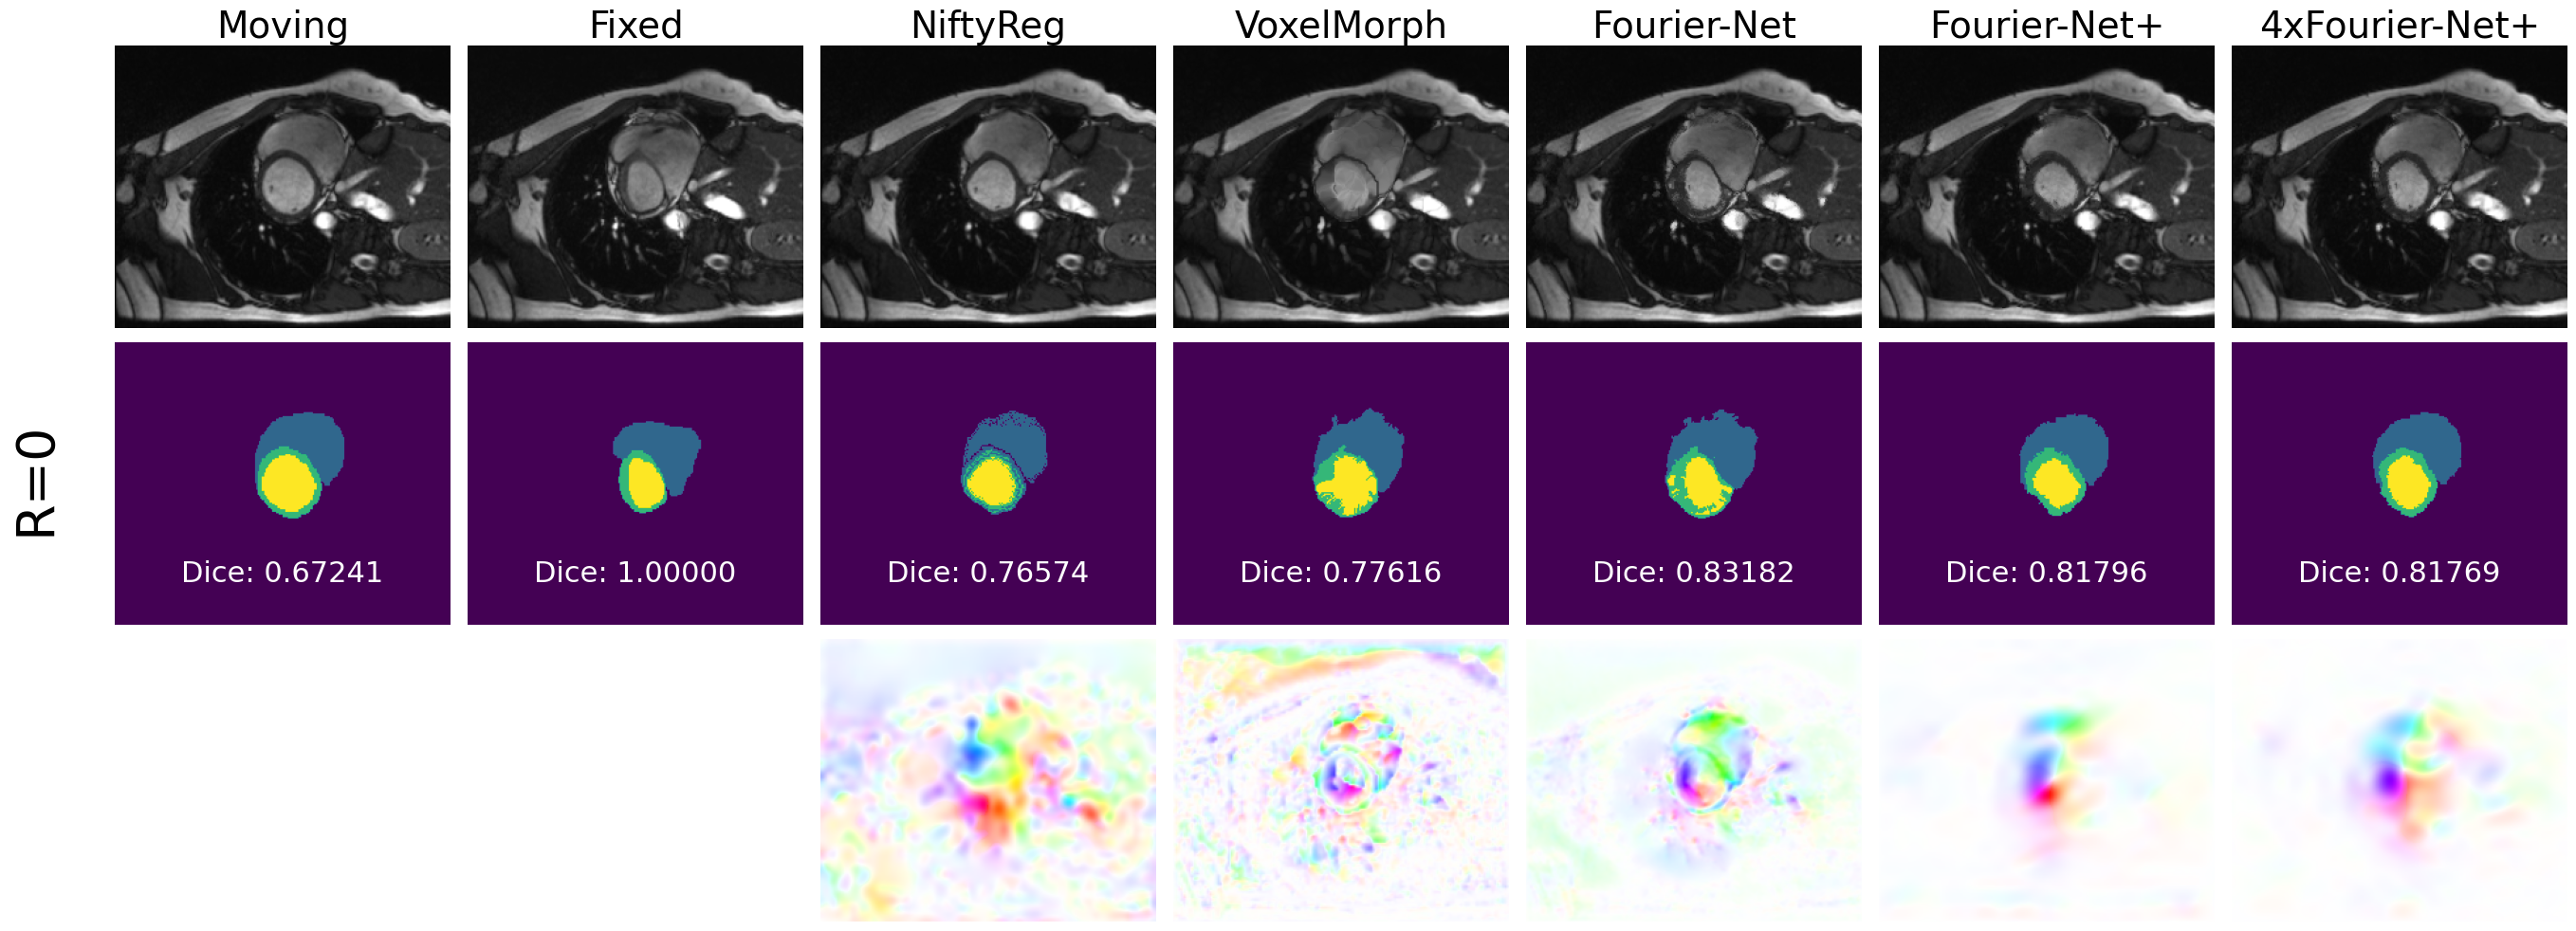 Moving Fixed NiftyReg VoxelMorph Fourier-Net Fourier-Net+ 4xFourier-Net+
R=0
Dice: 0.67241 Dice: 1.00000 Dice: 0.76574 Dice: 0.77616 Dice: 0.83182 Dice: 0.81796 Dice: 0.81769